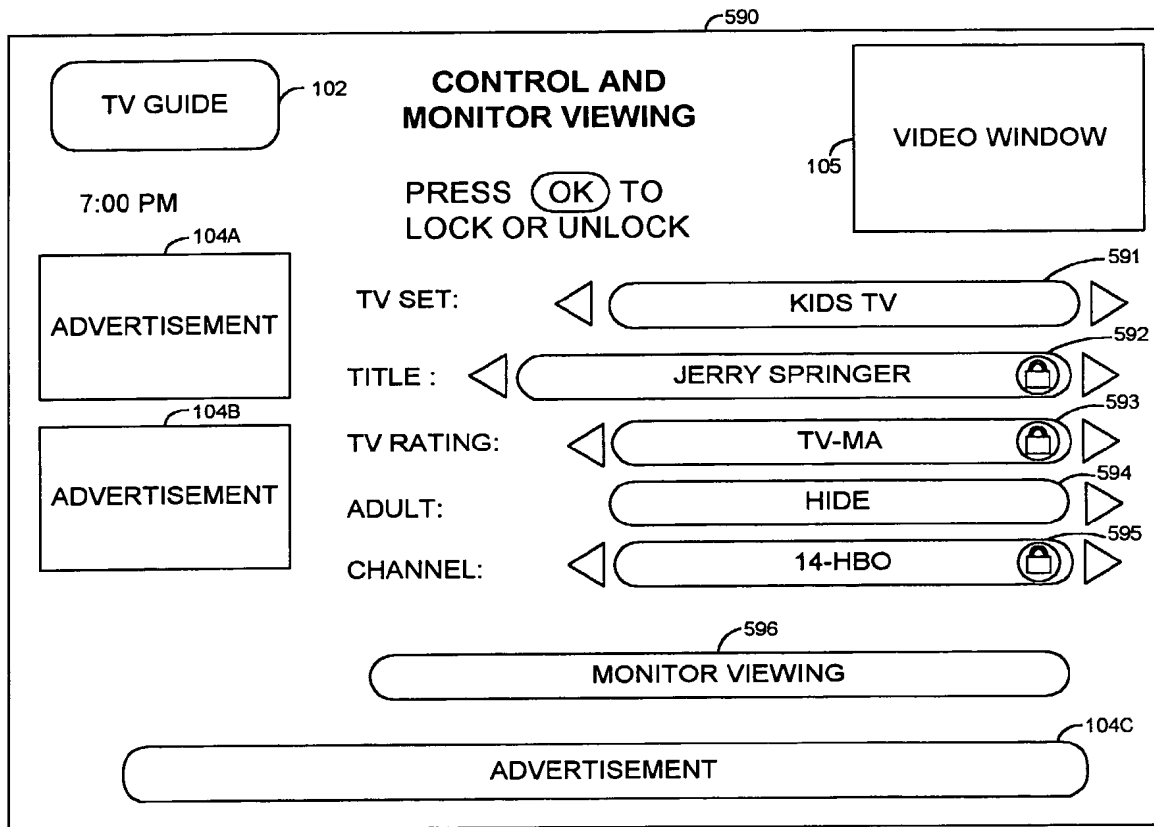 590
TV GUIDE
102
CONTROL AND
MONITOR VIEWING
VIDEO WINDOW
105
7:00 PM
PRESS OK TO
LOCK OR UNLOCK
104A
ADVERTISEMENT
104B
ADVERTISEMENT
591
TV SET: KIDS TV
592
TITLE : JERRY SPRINGER
593
TV RATING: TV-MA
594
ADULT: HIDE
595
CHANNEL: 14-HBO
596
MONITOR VIEWING
104C
ADVERTISEMENT